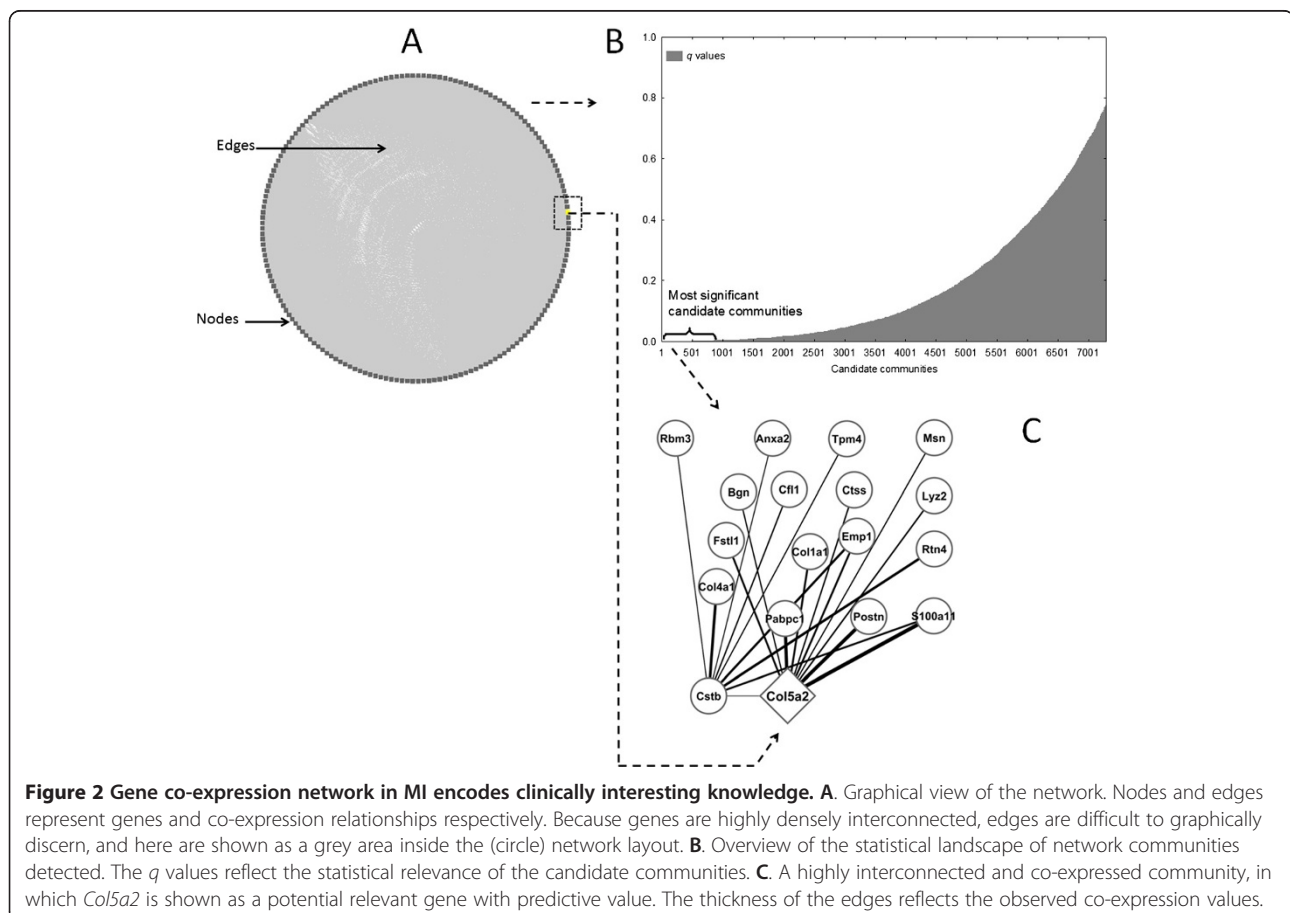 A
B
Edges
Nodes
1.0
0.8
0.6
0.4
0.2
0.0
q values
Most significant
candidate communities
1 501 1001 1501 2001 2501 3001 3501 4001 4501 5001 5501 6001 6501 7001
Candidate communities
C
Rbm3 Anxa2 Tpm4 Msn
Bgn Cfl1 Ctss Lyz2
Fstl1 Col1a1 Emp1 Rtn4
Col4a1
Pabpc1 Postn S100a11
Cstb Col5a2
Figure 2 Gene co-expression network in MI encodes clinically interesting knowledge. A. Graphical view of the network. Nodes and edges
represent genes and co-expression relationships respectively. Because genes are highly densely interconnected, edges are difficult to graphically
discern, and here are shown as a grey area inside the (circle) network layout. B. Overview of the statistical landscape of network communities
detected. The q values reflect the statistical relevance of the candidate communities. C. A highly interconnected and co-expressed community, in
which Col5a2 is shown as a potential relevant gene with predictive value. The thickness of the edges reflects the observed co-expression values.